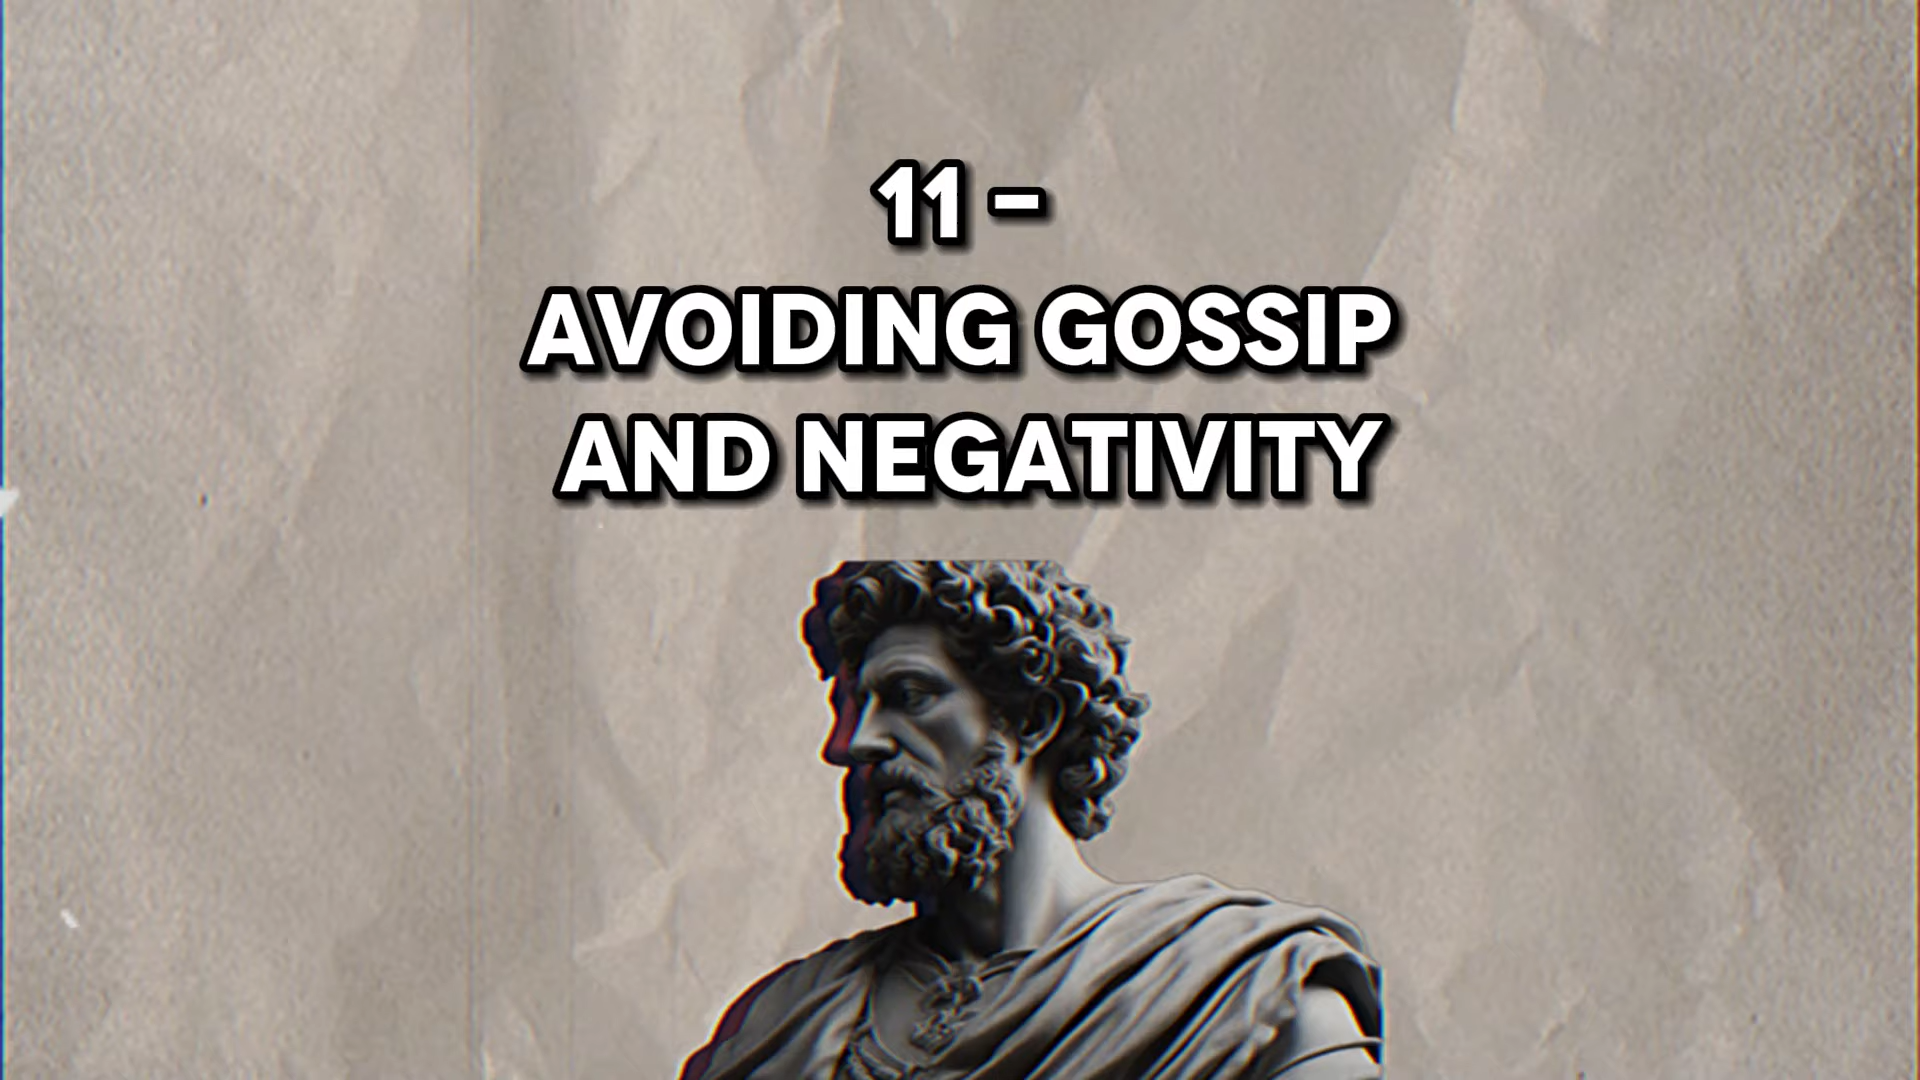 11 –
AVOIDING GOSSIP
AND NEGATIVITY